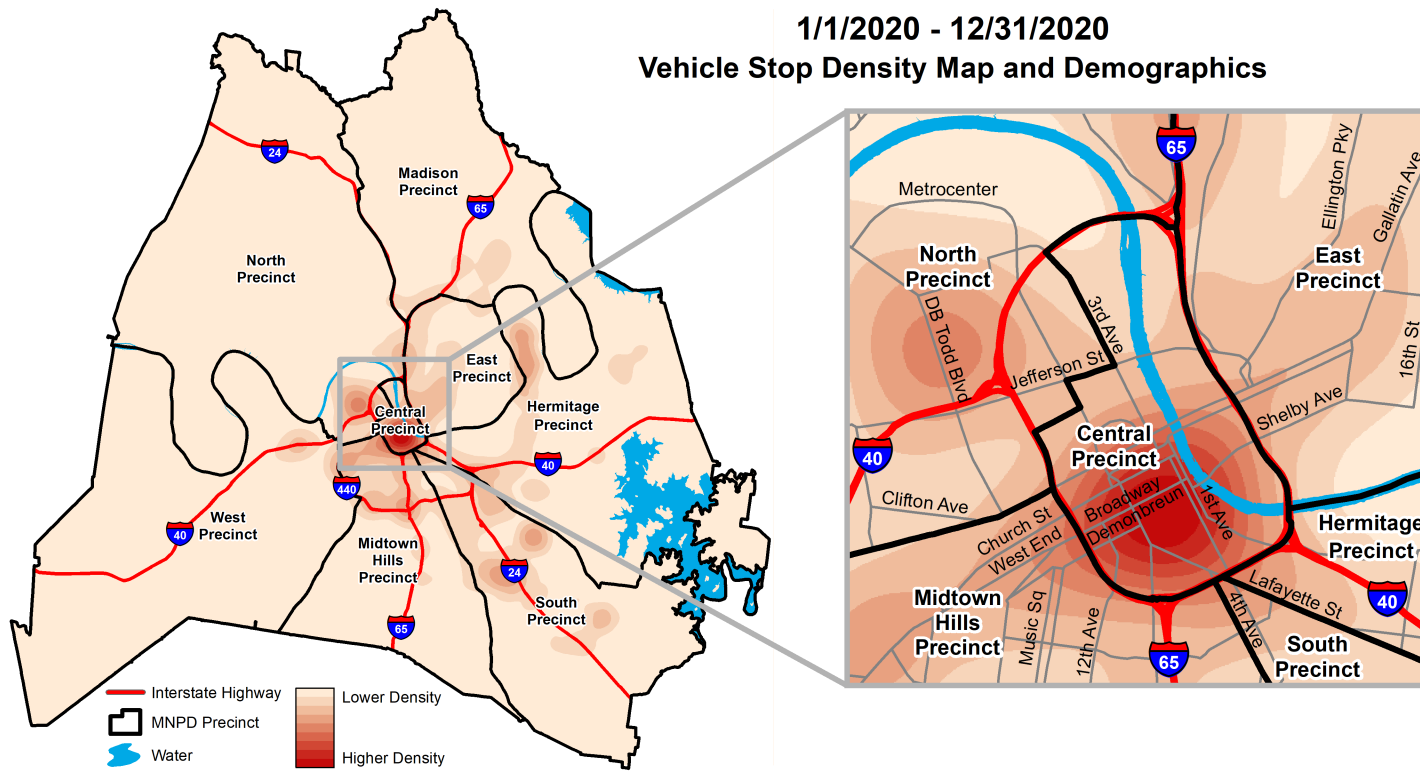 1/1/2020 - 12/31/2020
Vehicle Stop Density Map and Demographics
24
Madison
Precinct
65
North
Precinct
East
Precinct
Central
Precinct
Hermitage
Precinct
40
440
West
Precinct
40
Midtown
Hills
Precinct
24
South
Precinct
65
Interstate Highway
MNPD Precinct
Water
Lower Density
Higher Density
65
Metrocenter
Ellington Pky
Gallatin Ave
North
Precinct
East
Precinct
DB Todd Blvd
3rd Ave
16th St
Jefferson St
Shelby Ave
40
Central
Precinct
Clifton Ave
Broadway
Demonbreun
1st Ave
Church St
West End
Hermitage
Precinct
Midtown
Hills
Precinct
Music Sq
12th Ave
4th Ave
Lafayette St
40
South
Precinct
65